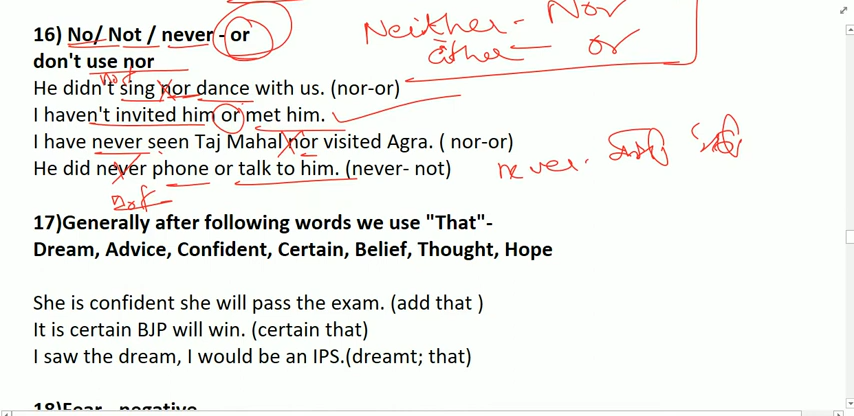 Neither - Nor
either — or
16) No/ Not / never - or
don't use nor
not
He didn't sing nor dance with us. (nor-or)
I haven't invited him or met him.
I have never seen Taj Mahal nor visited Agra. ( nor-or)
He did never phone or talk to him. (never- not)
never.
not
17)Generally after following words we use "That"-
Dream, Advice, Confident, Certain, Belief, Thought, Hope
She is confident she will pass the exam. (add that )
It is certain BJP will win. (certain that)
I saw the dream, I would be an IPS.(dreamt; that)
18)Fear - negative